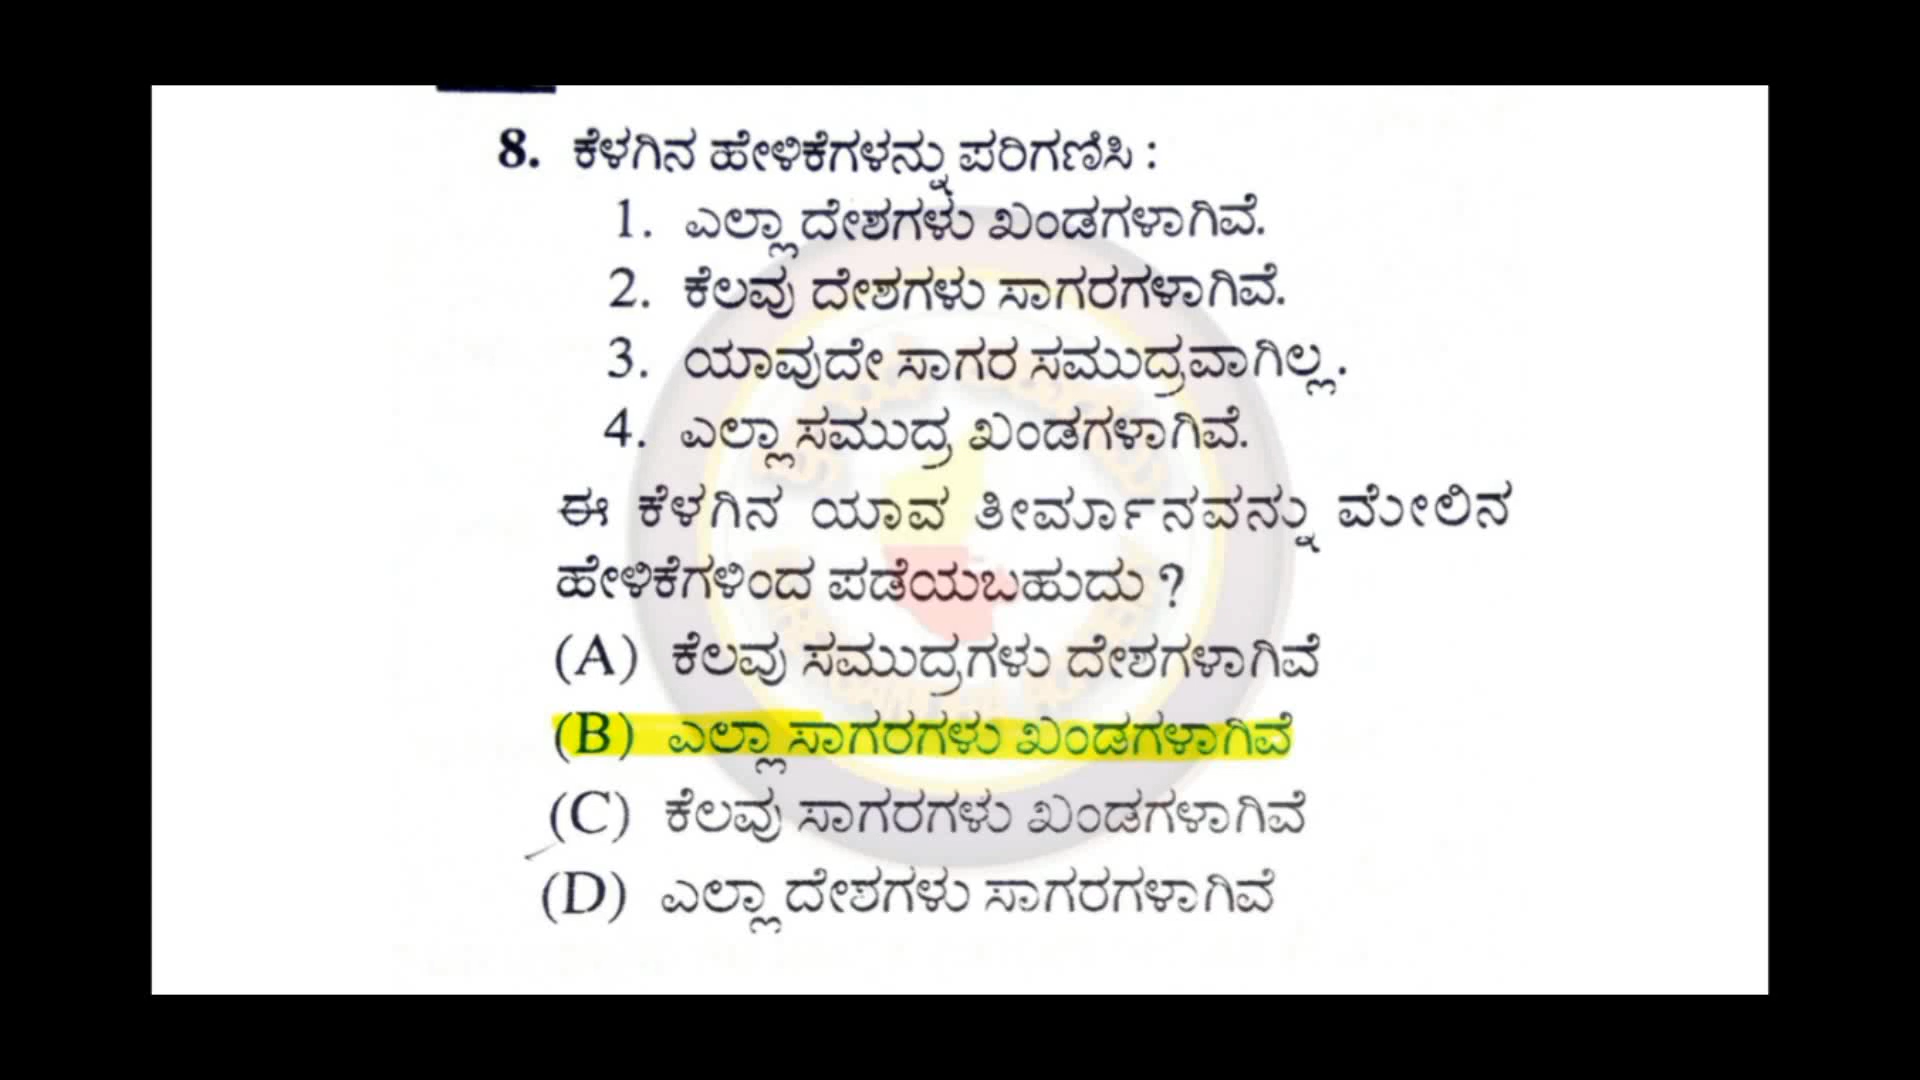 8. ಕೆಳಗಿನ ಹೇಳಿಕೆಗಳನ್ನು ಪರಿಗಣಿಸಿ :
1. ಎಲ್ಲಾ ದೇಶಗಳು ಖಂಡಗಳಾಗಿವೆ.
2. ಕೆಲವು ದೇಶಗಳು ಸಾಗರಗಳಾಗಿವೆ.
3. ಯಾವುದೇ ಸಾಗರ ಸಮುದ್ರವಾಗಿಲ್ಲ.
4. ಎಲ್ಲಾ ಸಮುದ್ರ ಖಂಡಗಳಾಗಿವೆ.
ಈ ಕೆಳಗಿನ ಯಾವ ತೀರ್ಮಾನವನ್ನು ಮೇಲಿನ
ಹೇಳಿಕೆಗಳಿಂದ ಪಡೆಯಬಹುದು ?
(A) ಕೆಲವು ಸಮುದ್ರಗಳು ದೇಶಗಳಾಗಿವೆ
(B) ಎಲ್ಲಾ ಸಾಗರಗಳು ಖಂಡಗಳಾಗಿವೆ
(C) ಕೆಲವು ಸಾಗರಗಳು ಖಂಡಗಳಾಗಿವೆ
(D) ಎಲ್ಲಾ ದೇಶಗಳು ಸಾಗರಗಳಾಗಿವೆ